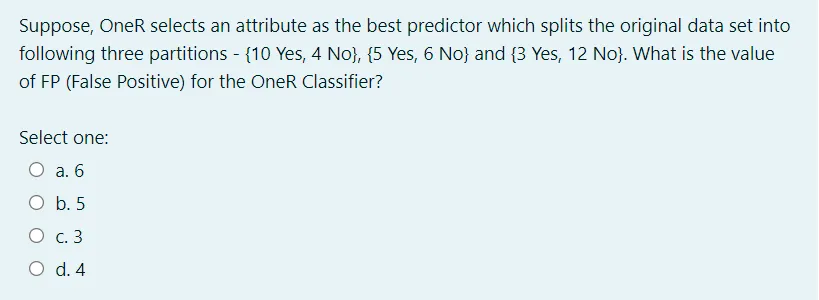 Suppose, OneR selects an attribute as the best predictor which splits the original data set into
following three partitions - {10 Yes, 4 No}, {5 Yes, 6 No} and {3 Yes, 12 No}. What is the value
of FP (False Positive) for the OneR Classifier?
Select one:
a. 6
b. 5
c. 3
d. 4